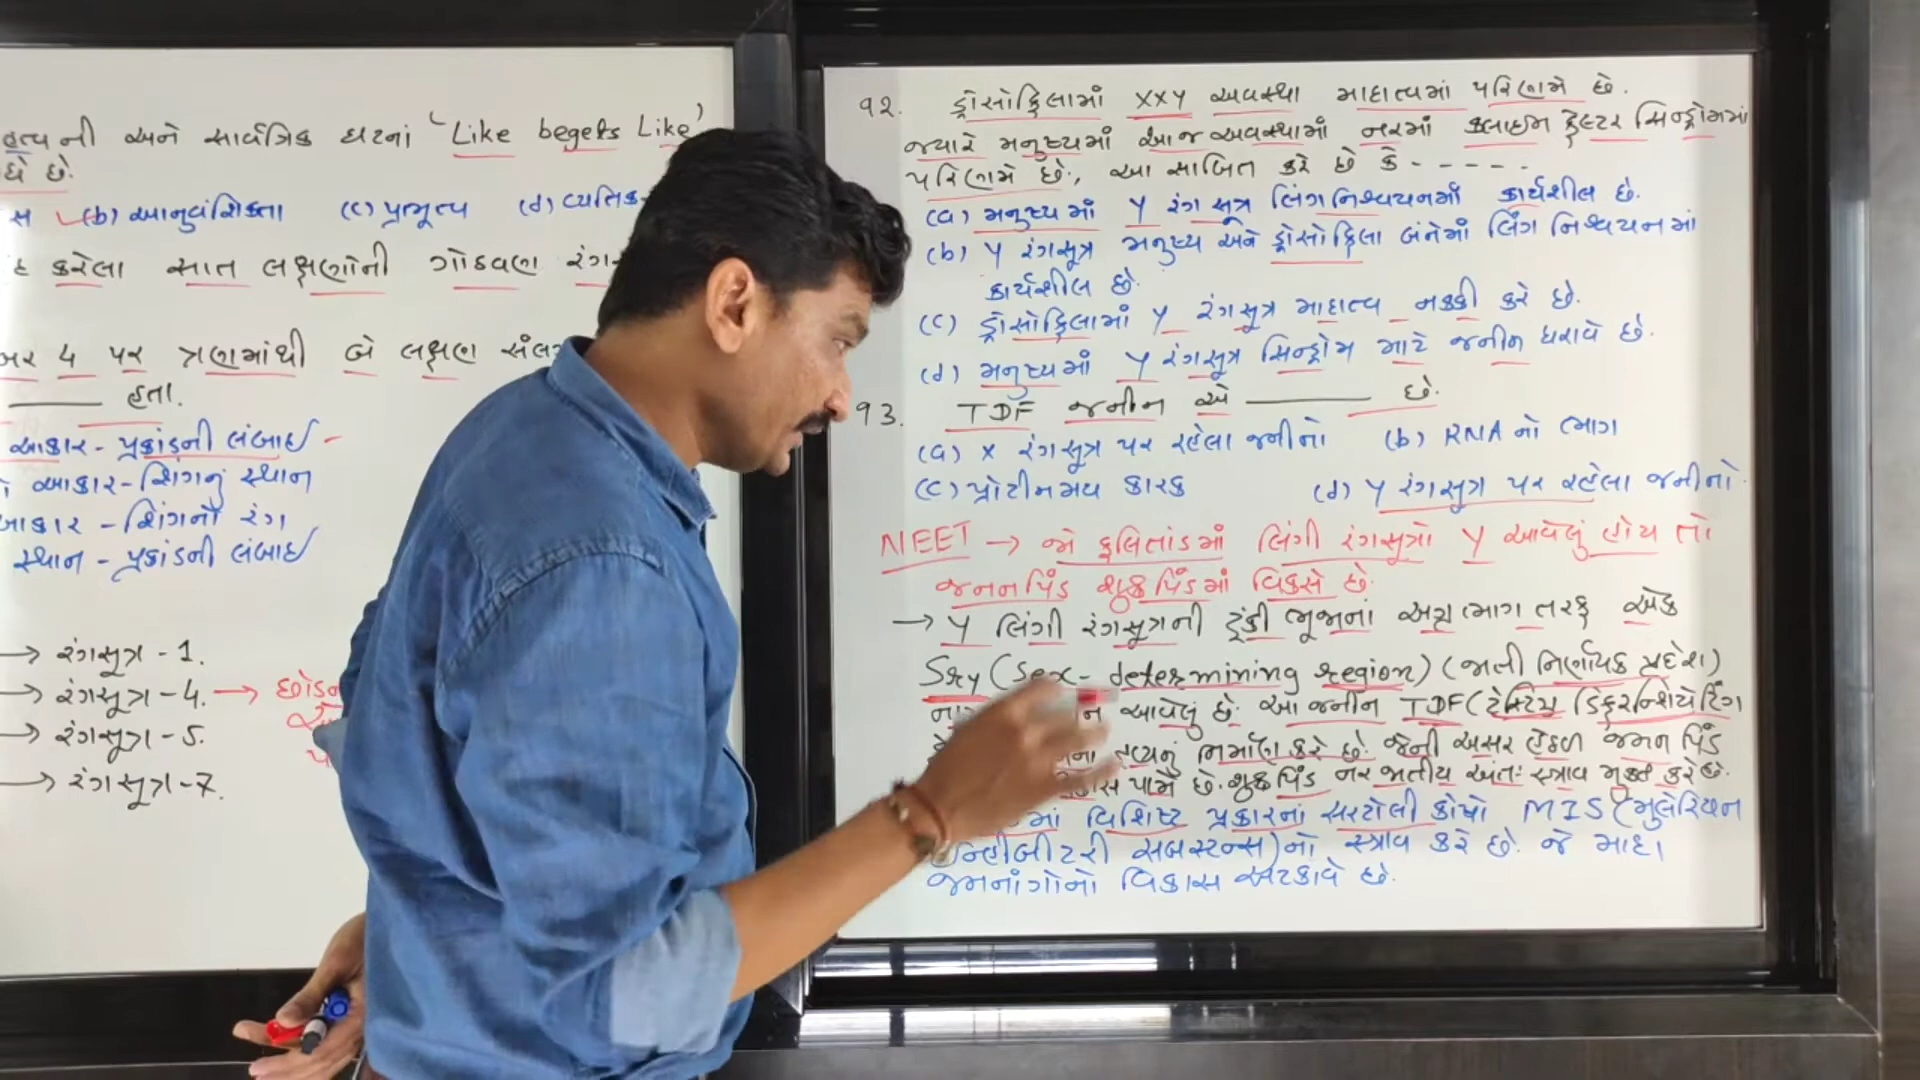 ની અને સાર્વત્રિક ઘટનાં 'Like begets Like'
છે.
(b) આનુવંશિકતા (c) પ્રભૂત્વ (d)
કરેલા સાત લક્ષણોની ગોઠવણ
4 પર ત્રણમાંથી બે લક્ષણ
______ હતા.
આકાર - પ્રકાંડની લંબાઈ
આકાર - શિંગનું સ્થાન
આકાર - શિંગનો રંગ
સ્થાન - પ્રકાંડની લંબાઈ
→ રંગસૂત્ર - 1.
→ રંગસૂત્ર - 4. →
→ રંગસૂત્ર - 5.
→ રંગસૂત્ર - 7.
૧૨. ડ્રોસોફિલામાં XXY અવસ્થા માદાત્વમાં પરિણમે છે.
જ્યારે મનુષ્યમાં આજ અવસ્થામાં નરમાં ક્લાઇન ફેલ્ટર સિન્ડ્રોમમાં
પરિણમે છે., આ સાબિત કરે છે કે - - - - -
(a) મનુષ્યમાં Y રંગ સૂત્ર લિંગનિશ્ચયનમાં કાર્યશીલ છે.
(b) Y રંગસૂત્ર મનુષ્ય અને ડ્રોસોફિલા બંનેમાં લિંગ નિશ્ચયનમાં
કાર્યશીલ છે.
(c) ડ્રોસોફિલામાં Y રંગસૂત્ર માદાત્વ નક્કી કરે છે.
(d) મનુષ્યમાં Y રંગસૂત્ર સિન્ડ્રોમ માટે જનીન ધરાવે છે.
૧૩. TDF જનીન એ ______ છે.
(a) X રંગસૂત્ર પર રહેલા જનીનો (b) RNA નો ભાગ
(c) પ્રોટીનમય કારક (d) Y રંગસૂત્ર પર રહેલા જનીનો
NEET → જો ફલિતાંડમાં લિંગી રંગસૂત્રો Y આવેલું હોય તો
જનનપિંડ શુક્રપિંડમાં વિકસે છે.
→ Y લિંગી રંગસૂત્રની ટૂંકી ભૂજાનાં અગ્રભાગ તરફ એક
Sry (Sex - determining region) (જાતી નિર્ણાયક પ્રદેશ)
આવેલું છે. આ જનીન TDF (ટેસ્ટિસ ડિફરન્શિયેટિંગ
નિર્માણ કરે છે. જેની અસર હેઠળ જનન પિંડ
પામે છે. શુક્રપિંડ નર જાતીય અંતઃ સ્ત્રાવ મુક્ત કરે છે.
વિશિષ્ટ પ્રકારનાં સરટોલી કોષો MIS (મુલેરિયન
ઇન્હીબીટરી સબસ્ટન્સ) નો સ્ત્રાવ કરે છે. જે માદા
જનનાંગોનો વિકાસ અટકાવે છે.